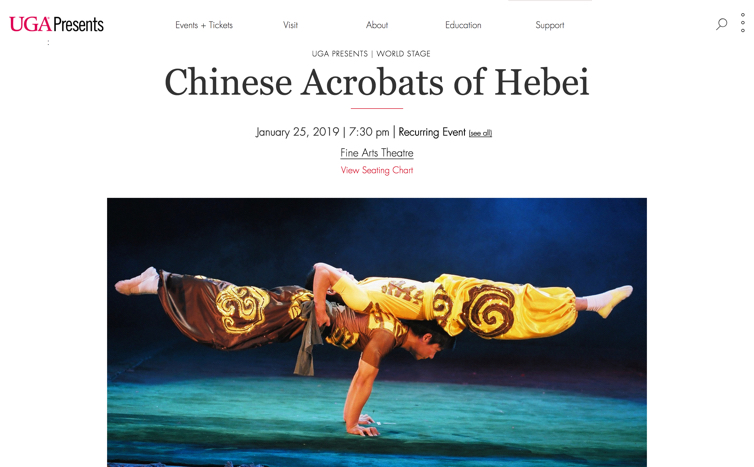 UGA Presents
Events + Tickets
Visit
About
Education
Support
UGA PRESENTS | WORLD STAGE
Chinese Acrobats of Hebei
January 25, 2019 | 7:30 pm | Recurring Event (see all)
Fine Arts Theatre
View Seating Chart